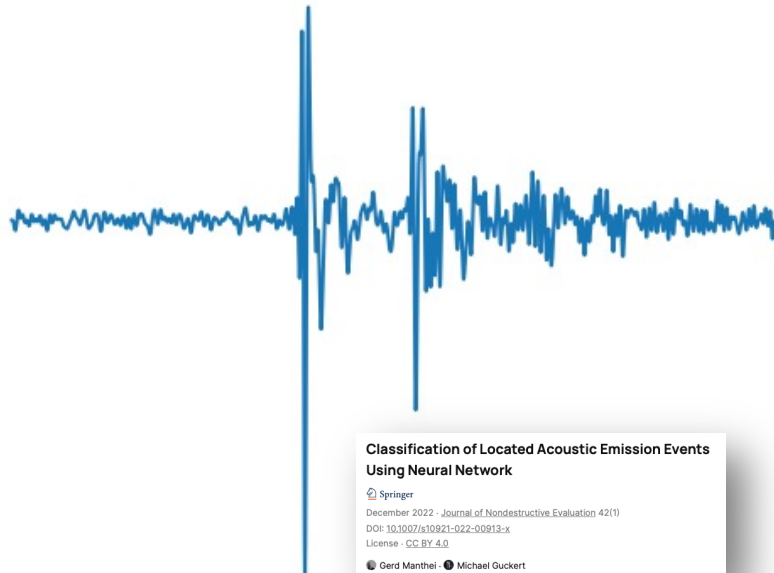 Classification of Located Acoustic Emission Events
Using Neural Network
Springer
December 2022 · Journal of Nondestructive Evaluation 42(1)
DOI: 10.1007/s10921-022-00913-x
License · CC BY 4.0
Gerd Manthei · Michael Guckert